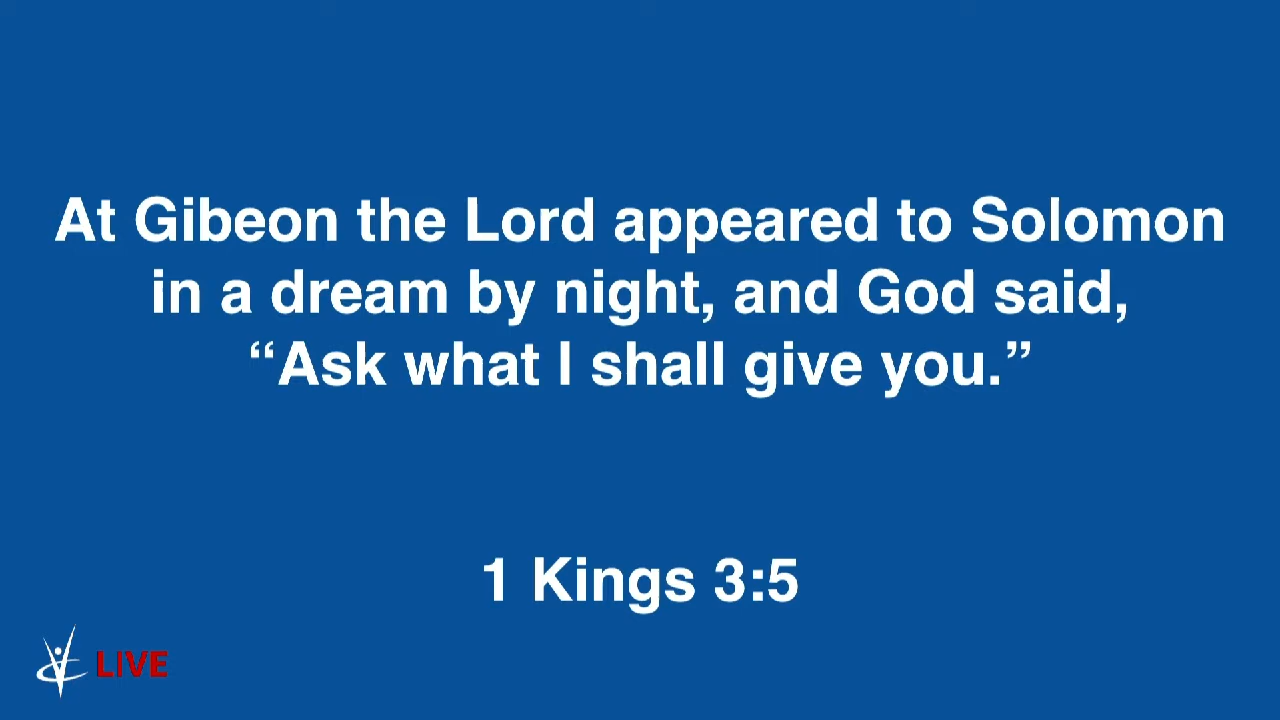 At Gibeon the Lord appeared to Solomon
in a dream by night, and God said,
“Ask what I shall give you.”
1 Kings 3:5
LIVE